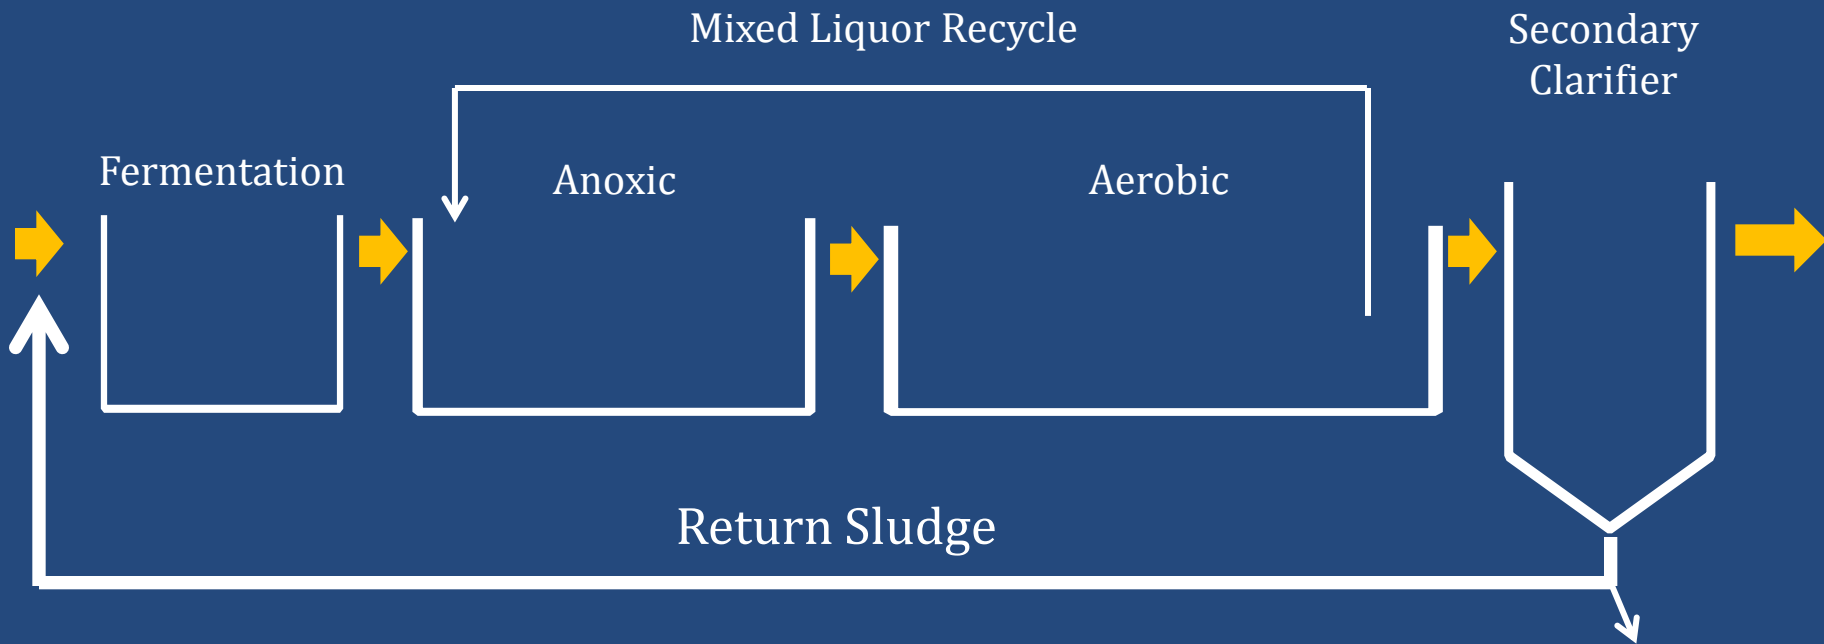 Mixed Liquor Recycle
Secondary
Clarifier
Fermentation
Anoxic
Aerobic
Return Sludge